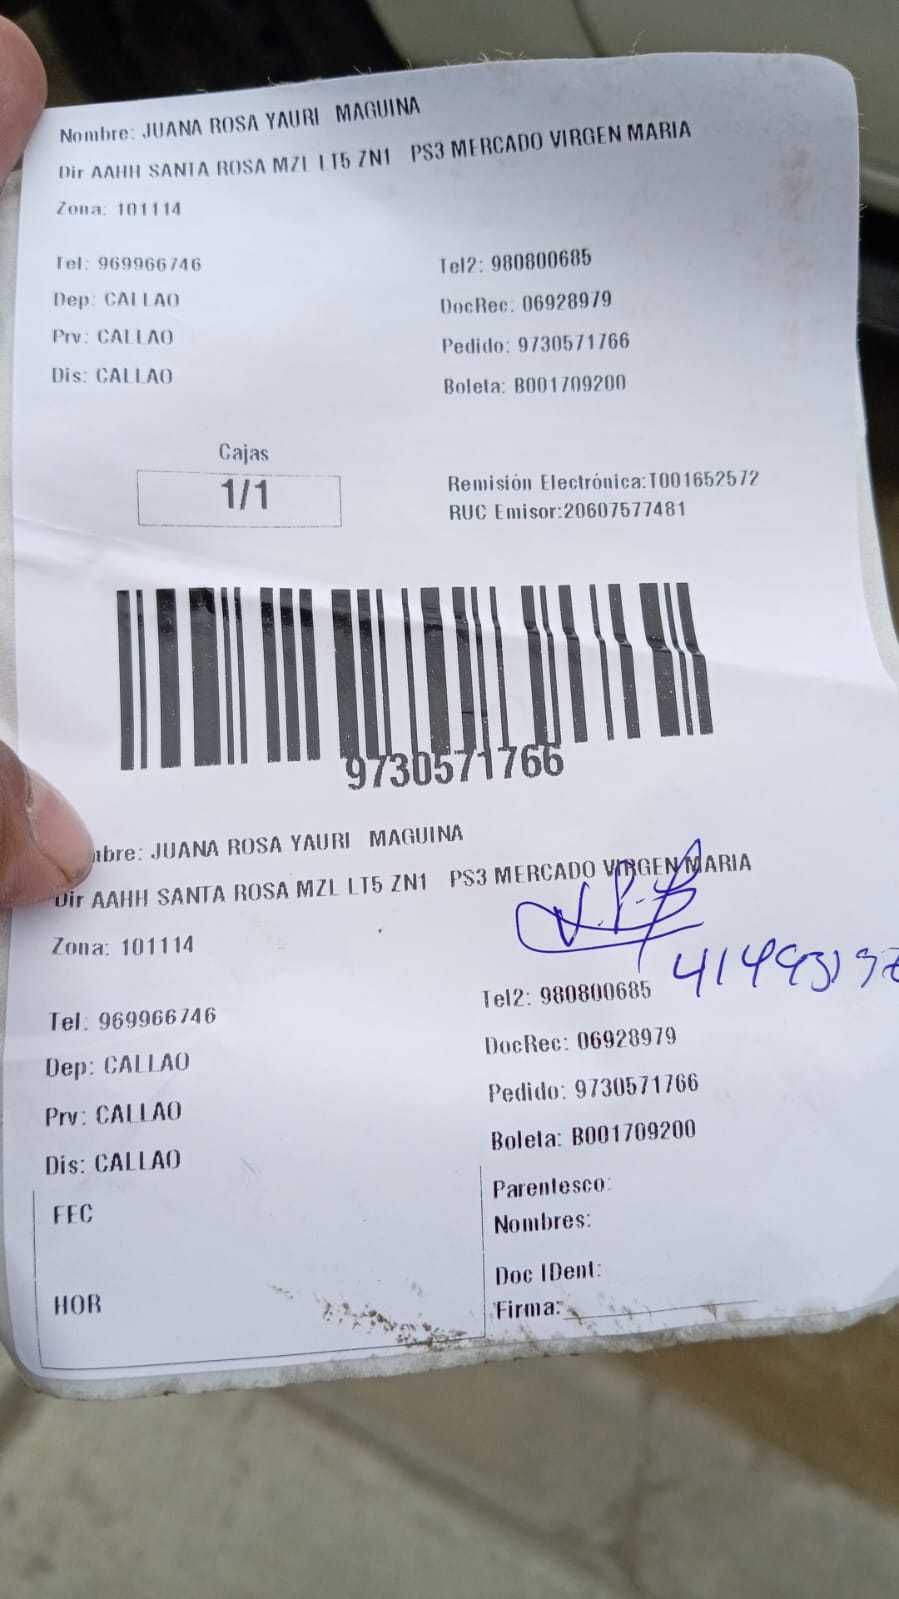 Nombre: JUANA ROSA YAURI MAGUINA
Dir AAHH SANTA ROSA MZL LT5 ZN1 PS3 MERCADO VIRGEN MARIA
Zona: 101114
Tel: 969966746 Tel2: 980800685
Dep: CALLAO DocRec: 06928979
Prv: CALLAO Pedido: 9730571766
Dis: CALLAO Boleta: B001709200
Cajas
1/1
Remisión Electrónica:T001652572
RUC Emisor:20607577481
9730571766
mbre: JUANA ROSA YAURI MAGUINA
Dir AAHH SANTA ROSA MZL LT5 ZN1 PS3 MERCADO VIRGEN MARIA
Zona: 101114
Tel: 969966746 Tel2: 980800685
Dep: CALLAO DocRec: 06928979
Prv: CALLAO Pedido: 9730571766
Dis: CALLAO Boleta: B001709200
FEC Parentesco:
Nombres:
Doc IDent:
HOR Firma: